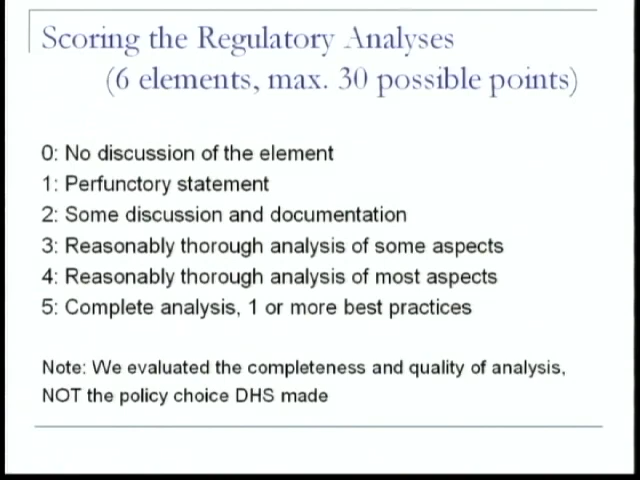 Scoring the Regulatory Analyses
(6 elements, max. 30 possible points)
0: No discussion of the element
1: Perfunctory statement
2: Some discussion and documentation
3: Reasonably thorough analysis of some aspects
4: Reasonably thorough analysis of most aspects
5: Complete analysis, 1 or more best practices
Note: We evaluated the completeness and quality of analysis,
NOT the policy choice DHS made